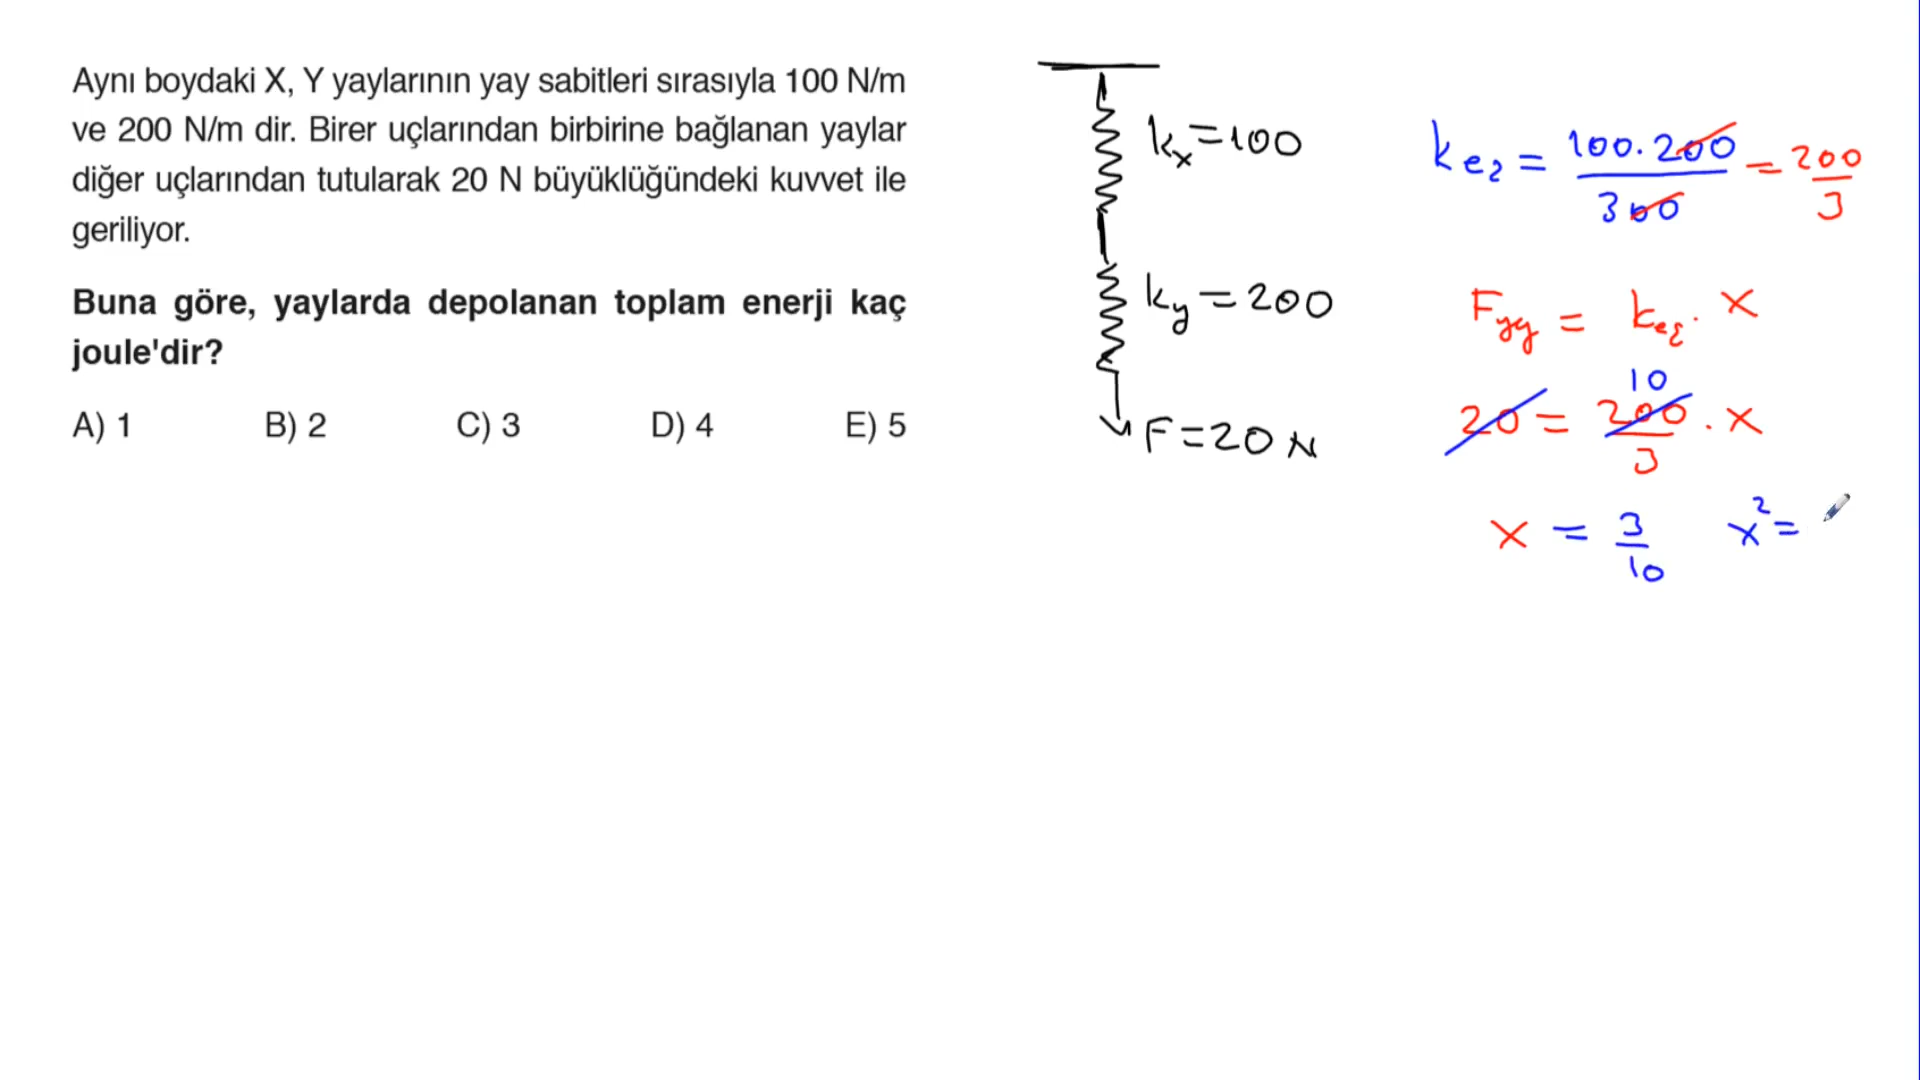 Aynı boydaki X, Y yaylarının yay sabitleri sırasıyla 100 N/m
ve 200 N/m dir. Birer uçlarından birbirine bağlanan yaylar
diğer uçlarından tutularak 20 N büyüklüğündeki kuvvet ile
geriliyor.
Buna göre, yaylarda depolanan toplam enerji kaç
joule'dir?
A) 1 B) 2 C) 3 D) 4 E) 5
kx=100
ky=200
F=20 N
keş = 100.200/300 = 200/3
Fyy = keş . x
10
20 = 200/3 . x
x = 3/10 x² =